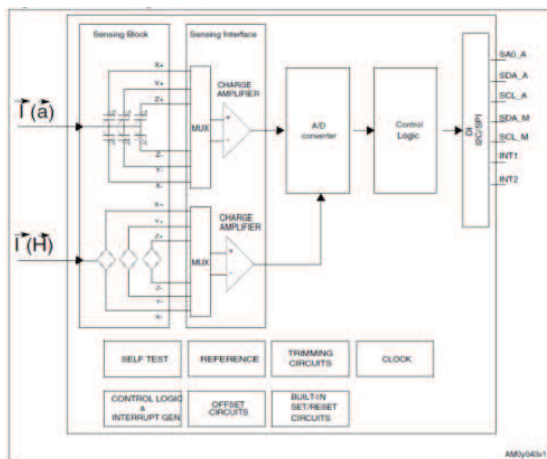 Sensing Block
Sensing Interface
X+
Y+
Z+
CHARGE
AMPLIFIER
I (a)
MUX
+
-
Z-
Y-
X-
A/D
converter
Control
Logic
DI
I2C/SPI
SA0_A
SDA_A
SCL_A
SDA_M
SCL_M
INT1
INT2
X+
Y+
Z+
CHARGE
AMPLIFIER
I (H)
MUX
+
-
Z-
Y-
X-
SELF TEST
REFERENCE
TRIMMING
CIRCUITS
CLOCK
CONTROL LOGIC
&
INTERRUPT GEN.
OFFSET
CIRCUITS
BUILT-IN
SET/RESET
CIRCUITS